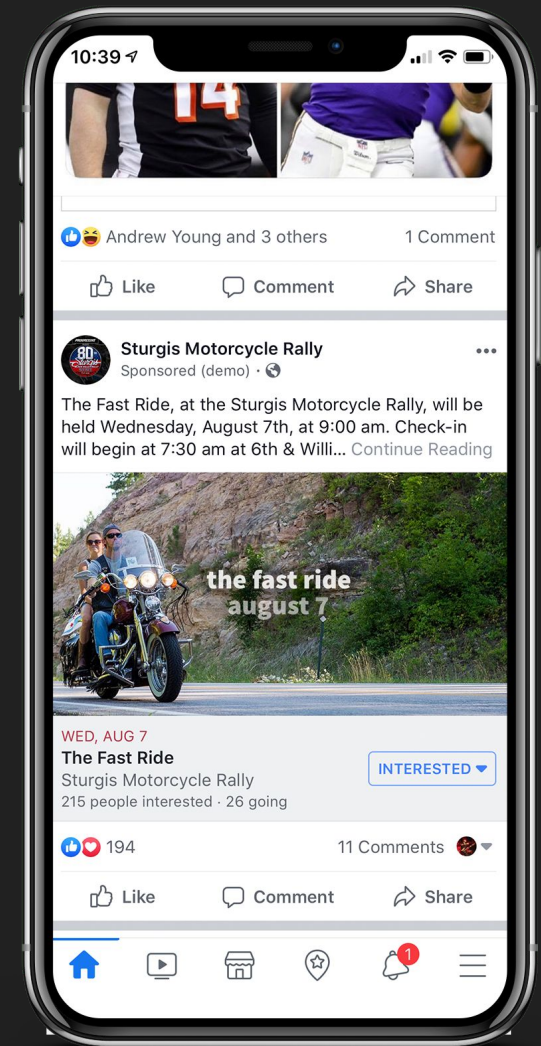 10:39
14
Wilson
Andrew Young and 3 others
1 Comment
Like
Comment
Share
80
Sturgis
Sturgis Motorcycle Rally
Sponsored (demo) ·
The Fast Ride, at the Sturgis Motorcycle Rally, will be
held Wednesday, August 7th, at 9:00 am. Check-in
will begin at 7:30 am at 6th & Willi... Continue Reading
the fast ride
august 7
WED, AUG 7
The Fast Ride
Sturgis Motorcycle Rally
215 people interested · 26 going
INTERESTED
194
11 Comments
Like
Comment
Share
1